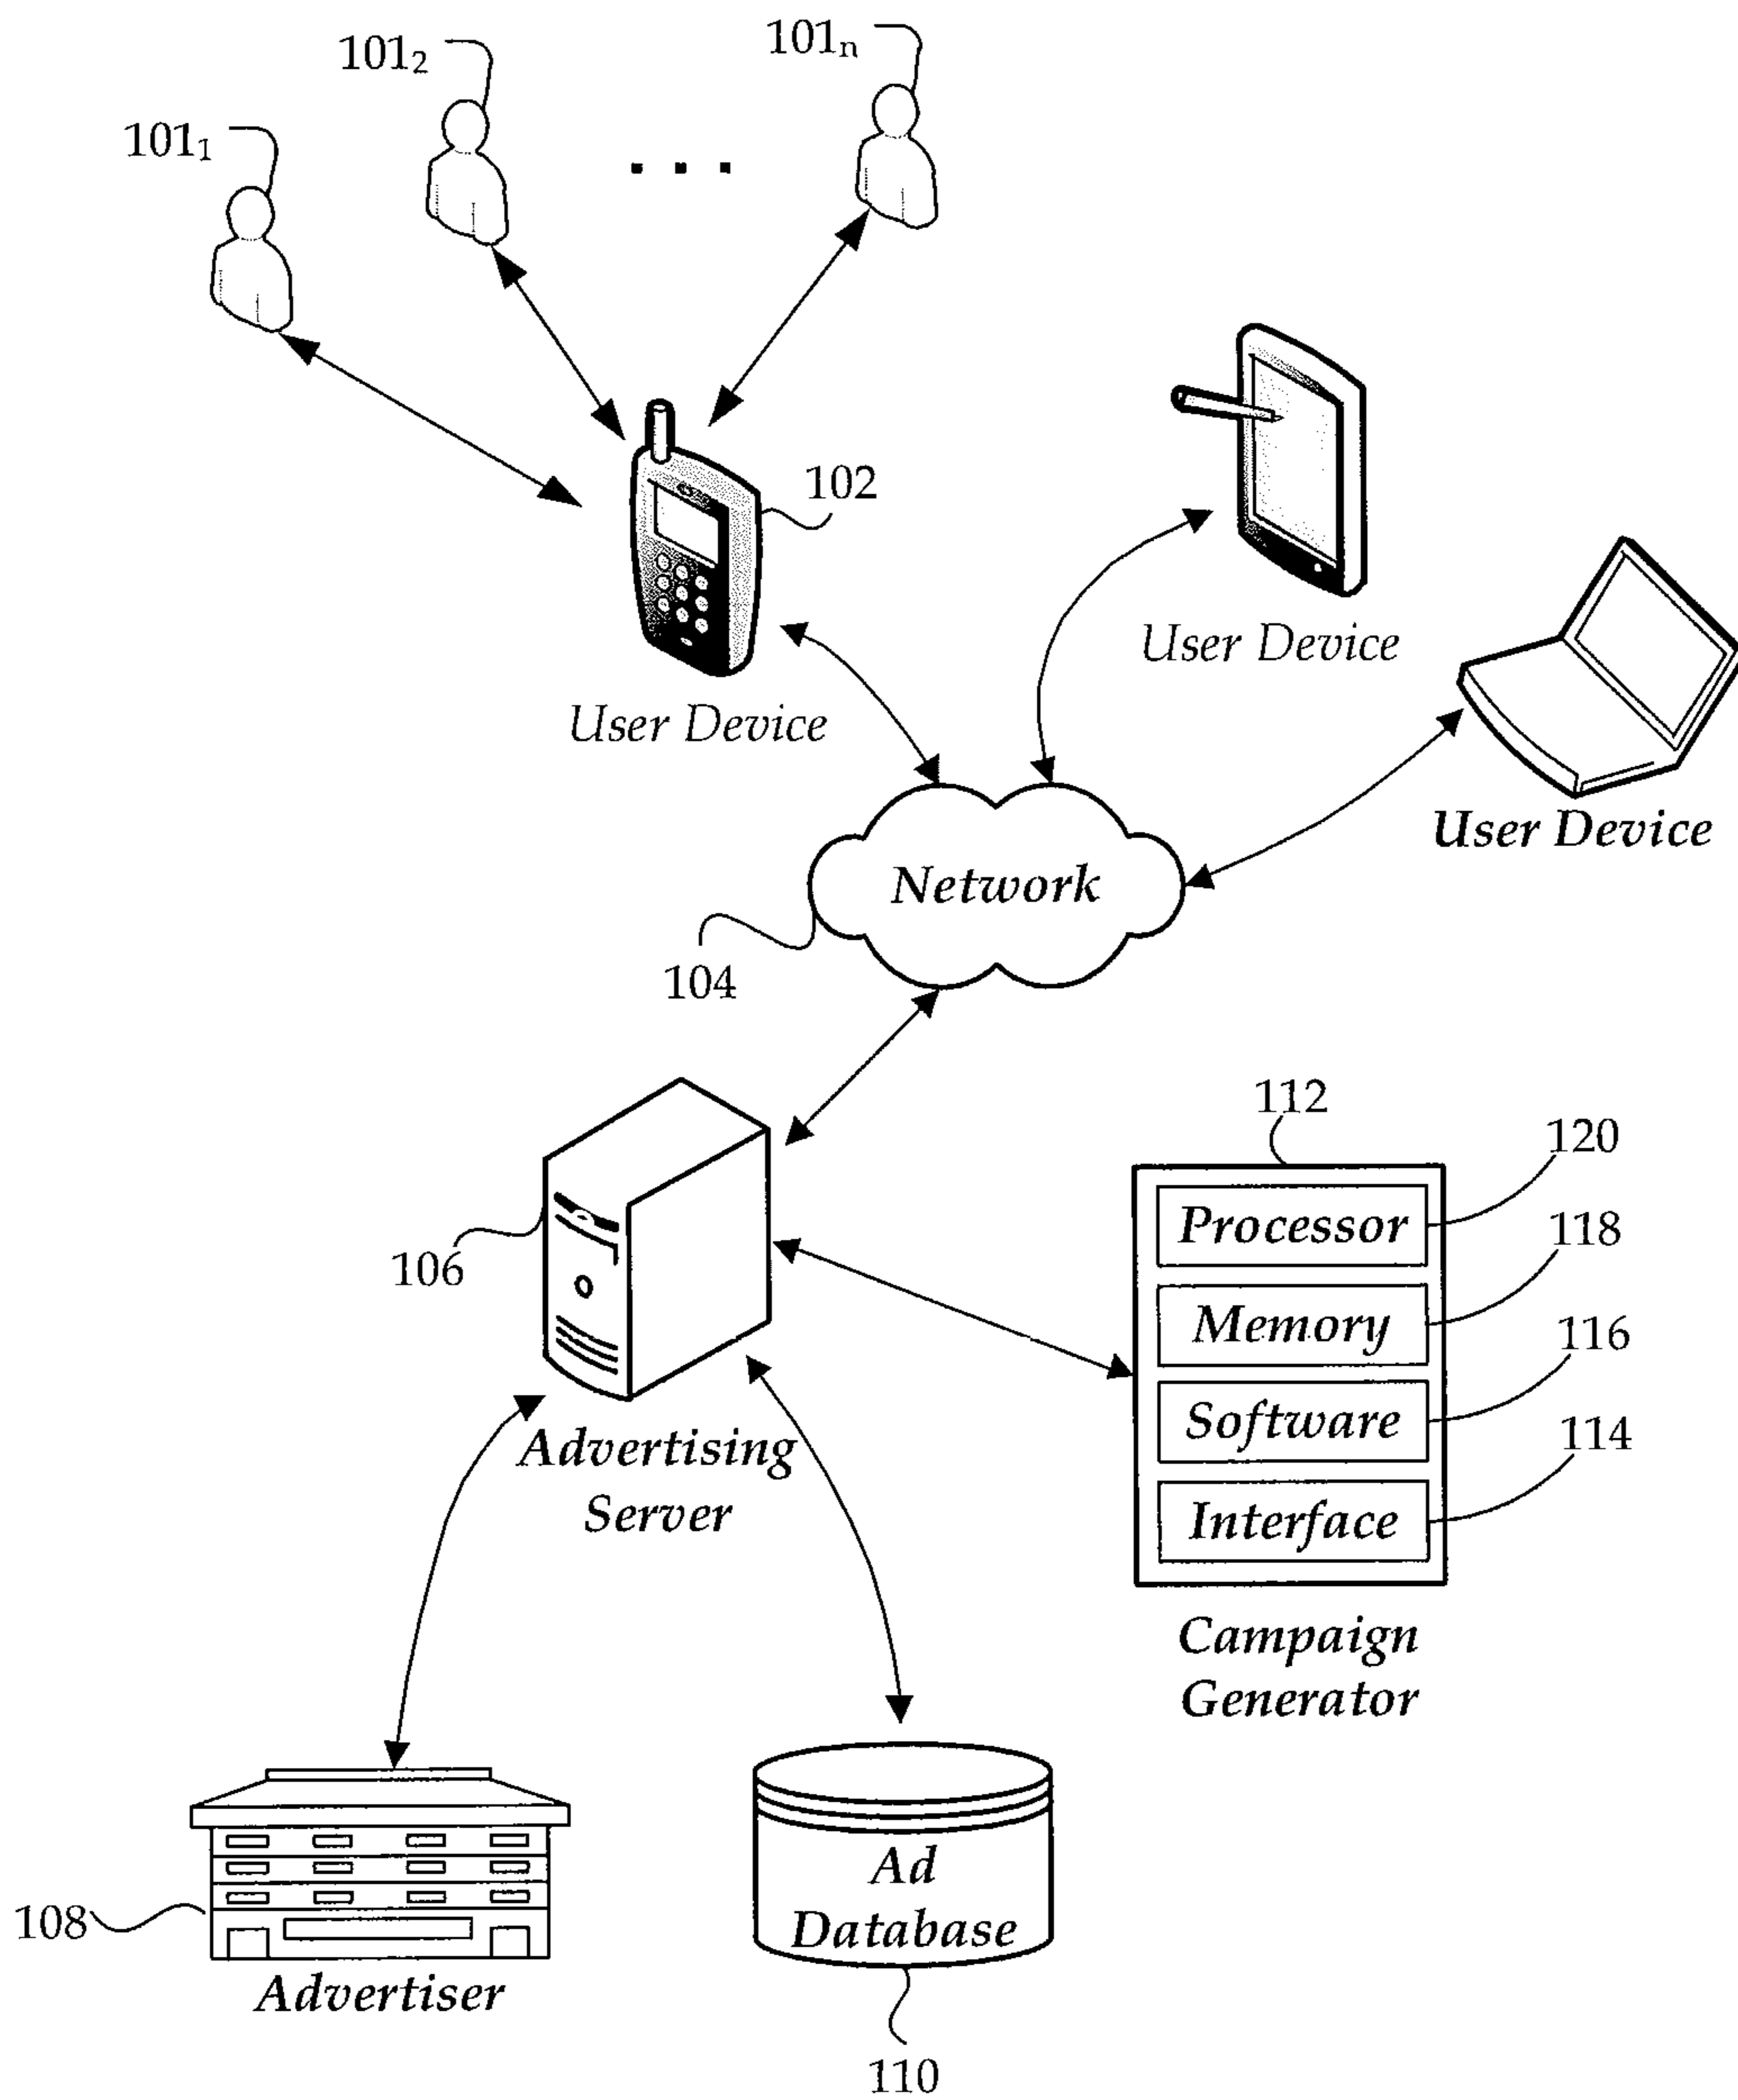 101₁
101₂
101ₙ
102
User Device
User Device
User Device
Network
104
106
Advertising
Server
112
Processor
120
Memory
118
Software
116
Interface
114
Campaign
Generator
108
Advertiser
Ad
Database
110